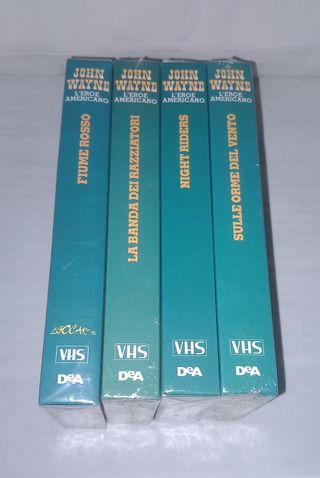 JOHN
WAYNE
L'EROE
AMERICANO
FIUME ROSSO
VHS
DeA
JOHN
WAYNE
L'EROE
AMERICANO
LA BANDA DEI RAZZIATORI
VHS
DeA
JOHN
WAYNE
L'EROE
AMERICANO
NIGHT RIDERS
VHS
DeA
JOHN
WAYNE
L'EROE
AMERICANO
SULLE ORME DEL VENTO
VHS
DeA